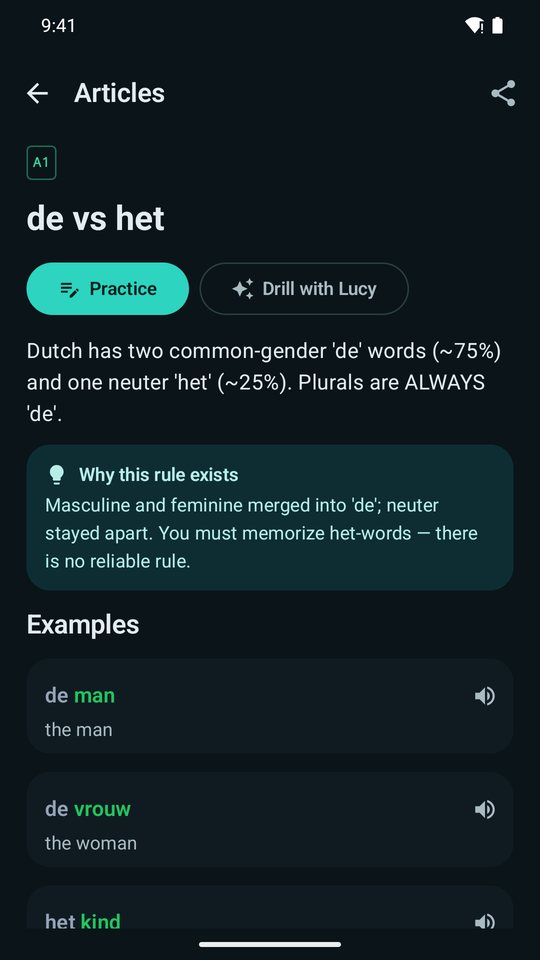 9:41
Articles
A1
de vs het
Practice
Drill with Lucy
Dutch has two common-gender 'de' words (~75%)
and one neuter 'het' (~25%). Plurals are ALWAYS
'de'.
Why this rule exists
Masculine and feminine merged into 'de'; neuter
stayed apart. You must memorize het-words — there
is no reliable rule.
Examples
de man
the man
de vrouw
the woman
het kind